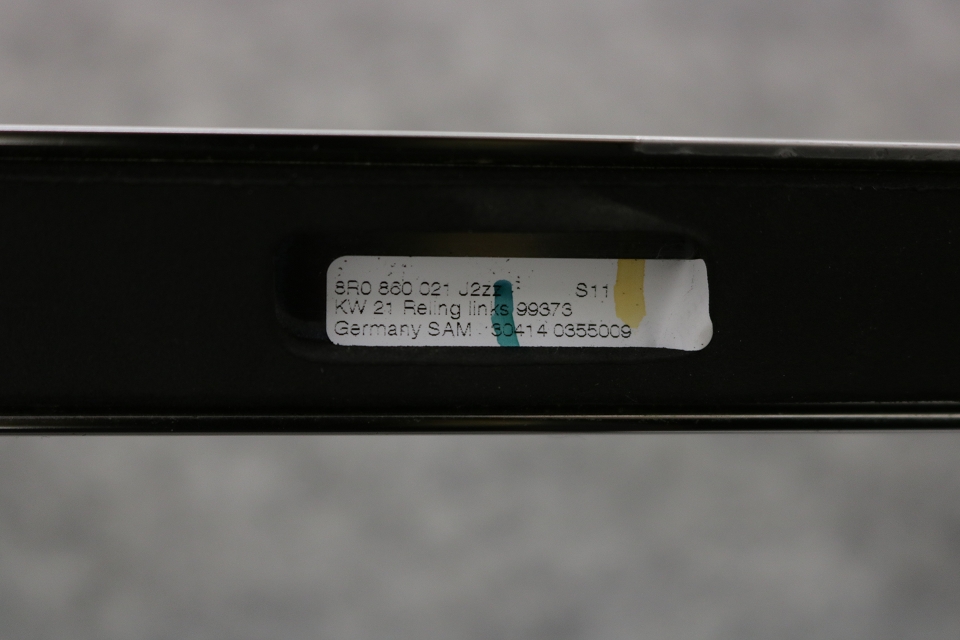 8R0 860 021 J2zz S11
KW 21 Reling links 99373
Germany SAM 30414 0355009